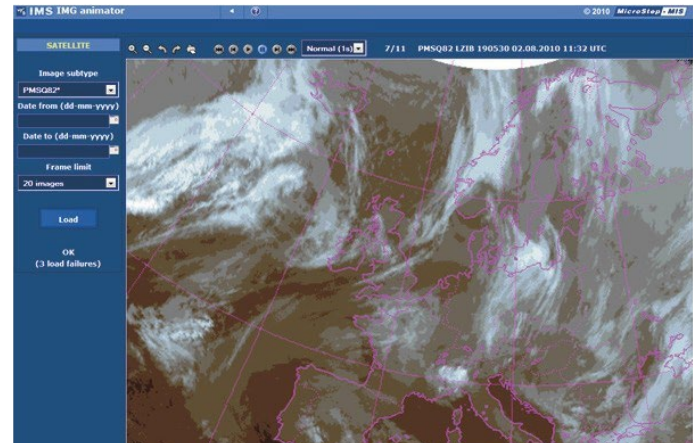 IMS IMG animator
© 2010 MicroStep-MIS
SATELLITE
Normal (1s)
7/11 PMSQ82 LZIB 190530 02.08.2010 11:32 UTC
Image subtype
PMSQ82*
Date from (dd-mm-yyyy)
Date to (dd-mm-yyyy)
Frame limit
20 images
Load
OK
(3 load failures)